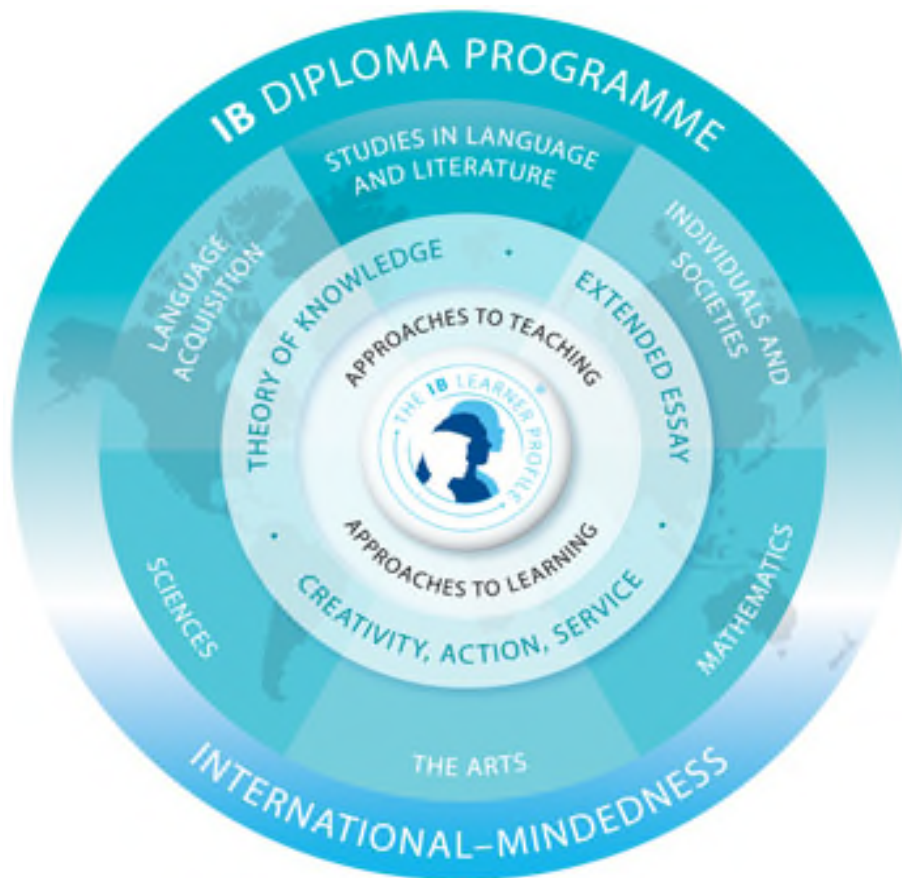 IB DIPLOMA PROGRAMME
STUDIES IN LANGUAGE
AND LITERATURE
LANGUAGE
ACQUISITION
INDIVIDUALS AND
SOCIETIES
THEORY OF KNOWLEDGE
EXTENDED ESSAY
APPROACHES TO TEACHING
THE IB LEARNER PROFILE
®
APPROACHES TO LEARNING
CREATIVITY, ACTION, SERVICE
SCIENCES
MATHEMATICS
THE ARTS
INTERNATIONAL–MINDEDNESS